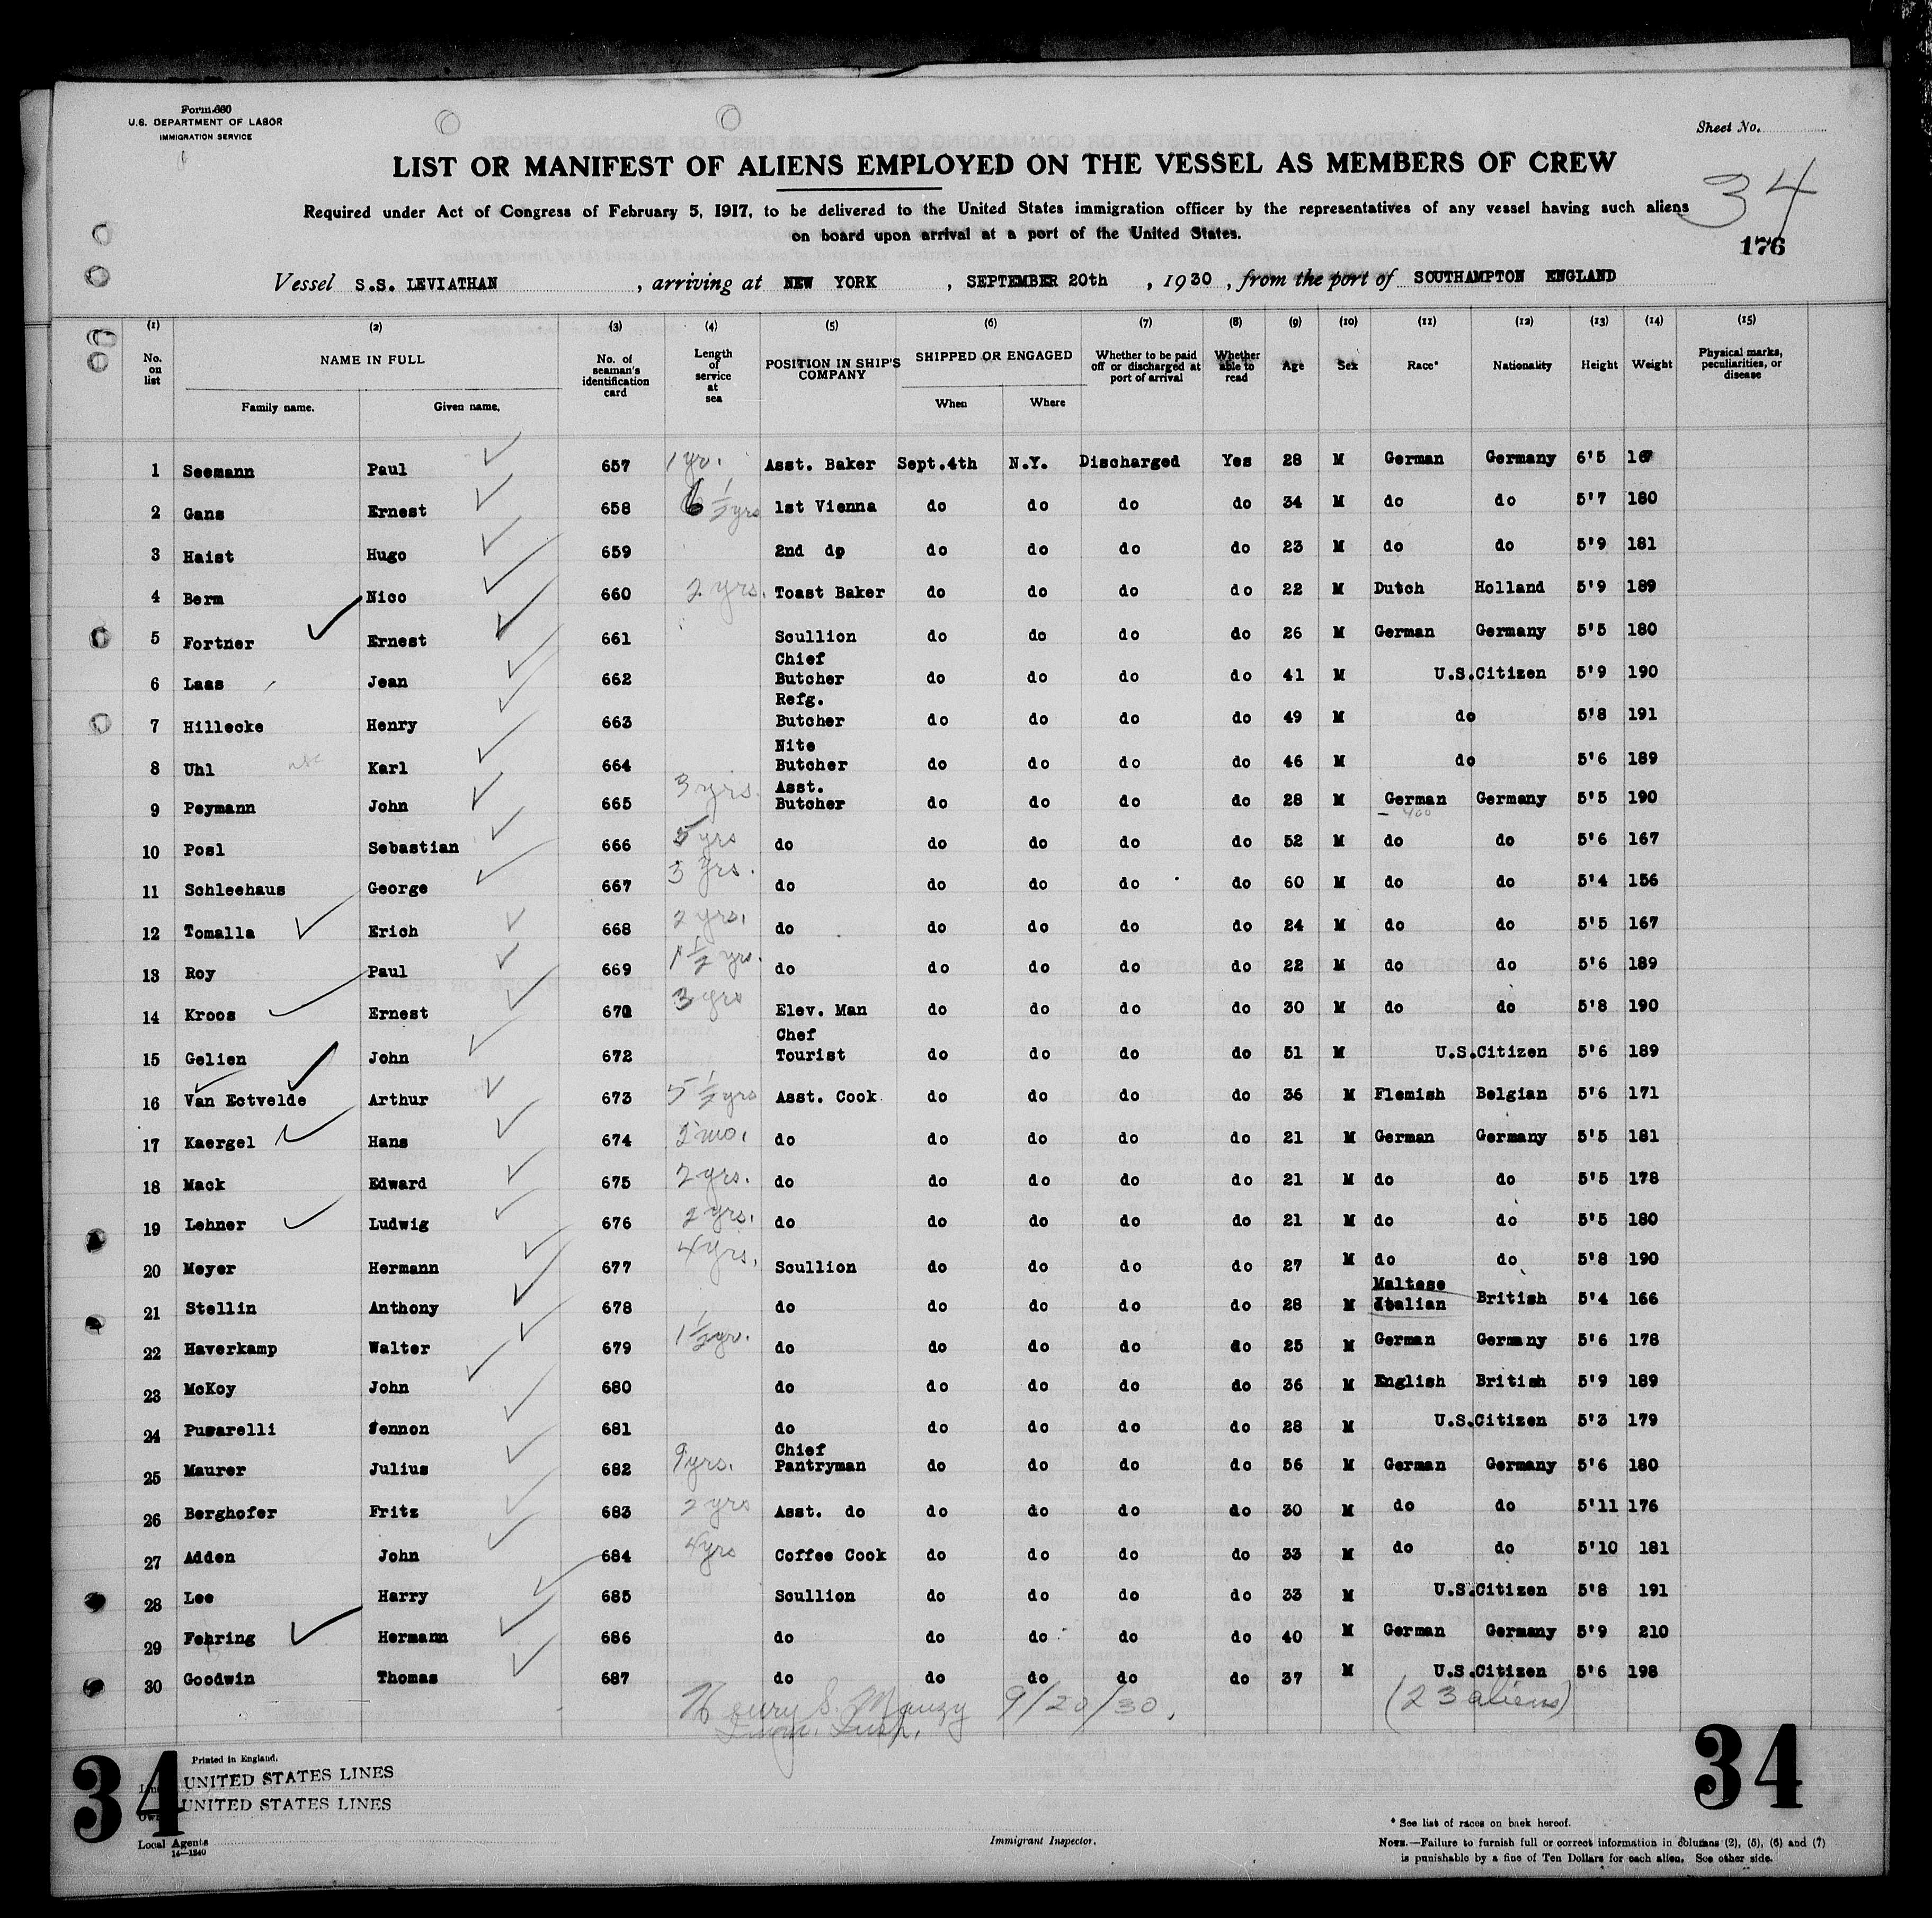 Form 680
U.S. DEPARTMENT OF LABOR
IMMIGRATION SERVICE
Sheet No.
34
LIST OR MANIFEST OF ALIENS EMPLOYED ON THE VESSEL AS MEMBERS OF CREW
Required under Act of Congress of February 5, 1917, to be delivered to the United States immigration officer by the representatives of any vessel having such aliens
on board upon arrival at a port of the United States.
176
Vessel S.S. LEVIATHAN , arriving at NEW YORK , SEPTEMBER 20th , 1930 , from the port of SOUTHAMPTON ENGLAND
(1) (2) (3) (4) (5) (6) (7) (8) (9) (10) (11) (12) (13) (14) (15)
No. on list NAME IN FULL Family name. Given name. No. of seaman's identification card Length of service at sea POSITION IN SHIP'S COMPANY SHIPPED OR ENGAGED When Where Whether to be paid off or discharged at port of arrival Whether able to read Age Sex Race* Nationality Height Weight Physical marks, peculiarities, or disease
1 Seemann Paul 657 1 yr. Asst. Baker Sept.4th N.Y. Discharged Yes 28 M German Germany 6'5
2 Gans Ernest 658 6 1/2 yrs 1st Vienna do do do do 34 M do do 5'7 180
3 Haist Hugo 659 2nd do do do do do 23 M do do 5'9 181
4 Berm Nico 660 2 yrs. Toast Baker do do do do 22 M Dutch Holland 5'9 189
5 Fortner Ernest 661 Scullion do do do do 26 M German Germany 5'5 180
6 Laas Jean 662 Chief Butcher do do do do 41 M U.S.Citizen 5'9 190
7 Hillecke Henry 663 Refg. Butcher do do do do 49 M do 5'8 191
8 Uhl Karl 664 Nite Butcher do do do do 46 M do 5'6 189
9 Peymann John 665 3 yrs. Asst. Butcher do do do do 28 M German Germany 5'5 190
10 Posl Sebastian 666 5 yrs do do do do do 52 M do do 5'6 167
11 Schleehaus George 667 3 yrs. do do do do do 60 M do do 5'4 156
12 Tomalla Erich 668 2 yrs. do do do do do 24 M do do 5'5 167
13 Roy Paul 669 1 1/2 yrs. do do do do do 22 M do do 5'6 189
14 Kroos Ernest 3 yrs Elev. Man do do do do 30 M do do 5'8 190
15 Gelien John 672 Chef Tourist do do do do 51 M U.S.Citizen 5'6 189
16 Van Eetvelde Arthur 673 5 1/2 yrs Asst. Cook do do do do 36 M Flemish Belgian 5'6 171
17 Kaergel Hans 674 2 mo. do do do do do 21 M German Germany 5'5 181
18 Mack Edward 675 2 yrs. do do do do do 21 M do do 5'5 178
19 Lehner Ludwig 676 2 yrs. do do do do do 21 M do do 5'5 180
20 Meyer Hermann 677 4 yrs. Scullion do do do do 27 M do do 5'8 190
21 Stellin Anthony 678 do do do do do 28 M Maltese Italian British 5'4 166
22 Haverkamp Walter 679 1 1/2 yr. do do do do do 25 M German Germany 5'6 178
23 McKoy John 680 do do do do do 36 M English British 5'9 189
24 Pusarelli Sennon 681 do do do do do 28 M U.S.Citizen 5'3 179
25 Maurer Julius 682 9 yrs. Chief Pantryman do do do do 56 M German Germany 5'6 180
26 Berghofer Fritz 683 2 yrs Asst. do do do do do 30 M do do 5'11 176
27 Adden John 684 4 yrs Coffee Cook do do do do 33 M do do 5'10 181
28 Lee Harry 685 Scullion do do do do 33 M U.S.Citizen 5'8 191
29 Fehring Hermann 686 do do do do do 40 M German Germany 5'9 210
30 Goodwin Thomas 687 do do do do do 37 M U.S.Citizen 5'6 198
Henry S. 9/20/30. (23 aliens)
Immgr. Insp.
34
Printed in England.
UNITED STATES LINES
UNITED STATES LINES
Local Agents
14—1240
Immigrant Inspector.
34
* See list of races on back hereof.
NOTE.—Failure to furnish full or correct information in columns (2), (5), (6) and (7)
is punishable by a fine of Ten Dollars for each alien. See other side.